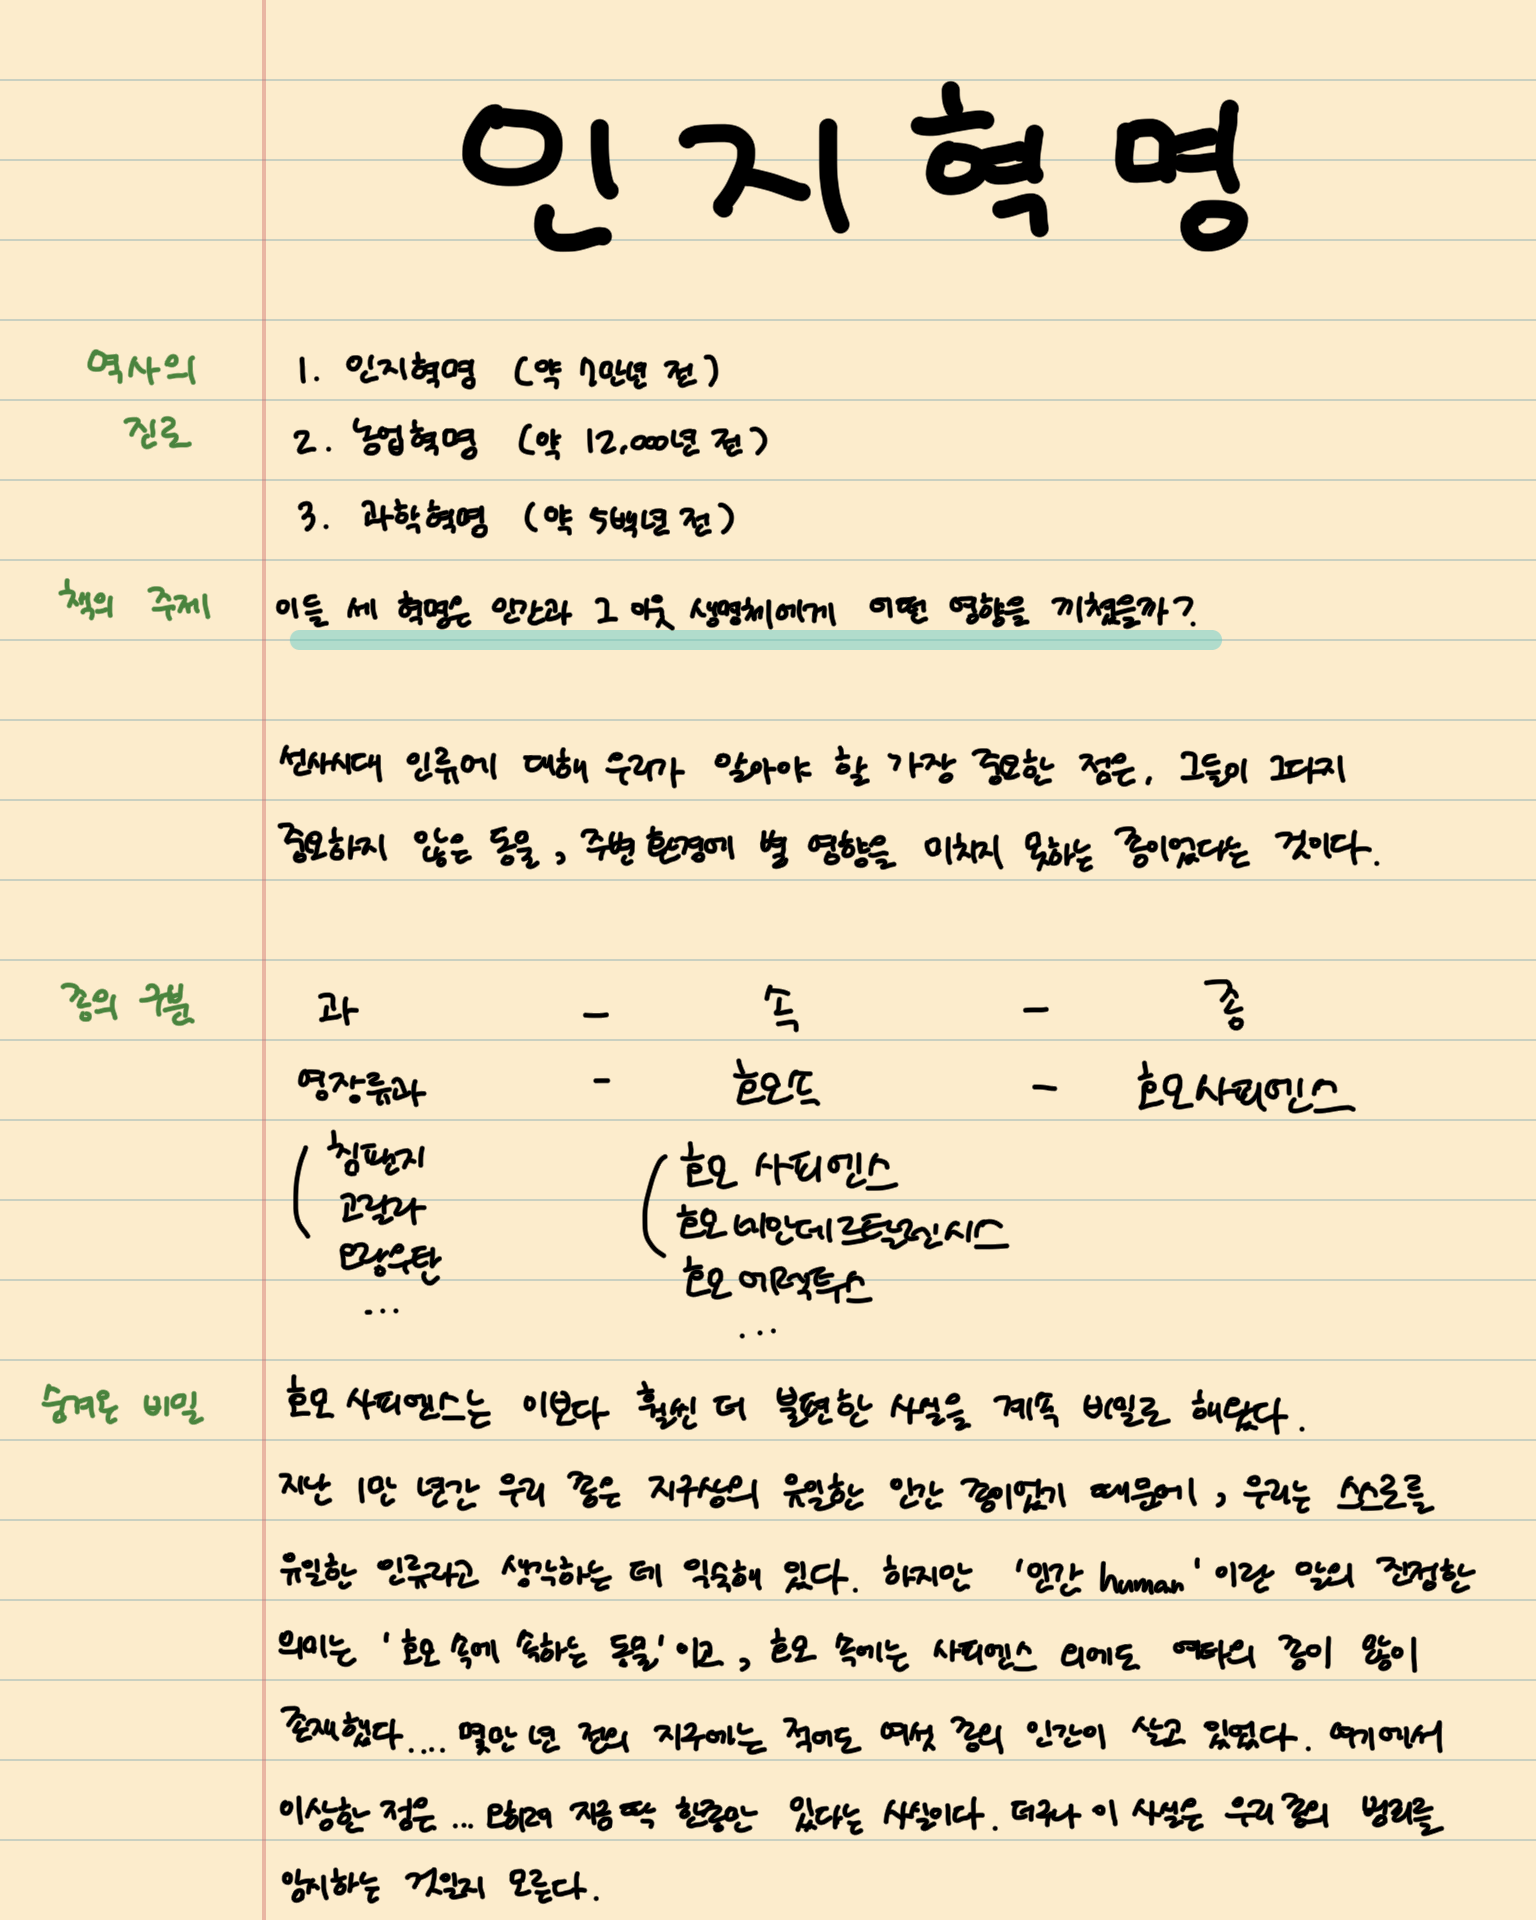 인지혁명
역사의 1. 인지혁명 (약 7만년 전)
진로 2. 농업혁명 (약 12,000년 전)
3. 과학혁명 (약 5백년 전)
책의 주제 이들 세 혁명은 인간과 그 이웃 생명체에게 어떤 영향을 끼쳤을까?
선사시대 인류에 대해 우리가 알아야 할 가장 중요한 점은, 그들이 그다지
중요하지 않은 동물, 주변 환경에 별 영향을 미치지 못하는 종이었다는 것이다.
종의 구분 과 - 속 - 종
영장류과 - 호모속 - 호모사피엔스
침팬지 호모 사피엔스
고릴라 호모 네안데르탈렌시스
오랑우탄 호모 에렉투스
... ...
숨겨온 비밀 호모 사피엔스는 이보다 훨씬 더 불편한 사실을 계속 비밀로 해왔다.
지난 1만 년간 우리 종은 지구상의 유일한 인간 종이었기 때문에, 우리는 스스로를
유일한 인류라고 생각하는 데 익숙해 있다. 하지만 '인간 human' 이란 말의 진정한
의미는 '호모 속에 속하는 동물' 이고, 호모 속에는 사피엔스 외에도 여타의 종이 많이
존재했다.... 몇만 년 전의 지구에는 적어도 여섯 종의 인간이 살고 있었다. 여기에서
이상한 점은 ... 오히려 지금 딱 한종만 있다는 사실이다. 더구나 이 사실은 우리 종의 범죄를
암시하는 것일지 모른다.